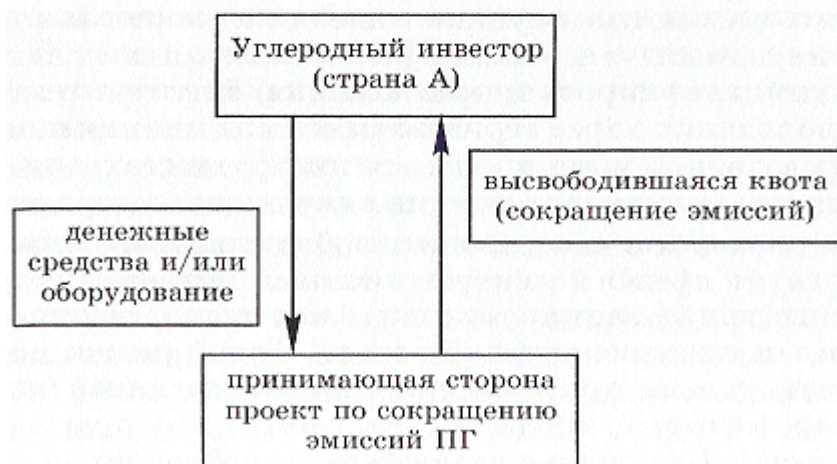 Углеродный инвестор
(страна А)
высвободившаяся квота
(сокращение эмиссий)
денежные
средства и/или
оборудование
принимающая сторона
проект по сокращению
эмиссий ПГ